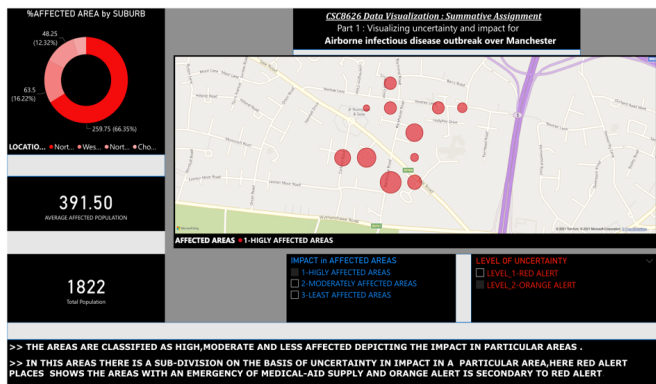 %AFFECTED AREA by SUBURB
48.25
(12.32%)
63.5
(16.22%)
259.75 (66.35%)
LOCATIO... Nort... Wes... Nort... Cho...
391.50
AVERAGE AFFECTED POPULATION
1822
Total Population
CSC8626 Data Visualization : Summative Assignment
Part 1 : Visualizing uncertainty and impact for
Airborne infectious disease outbreak over Manchester
AFFECTED AREAS 1-HIGLY AFFECTED AREAS
IMPACT in AFFECTED AREAS
1-HIGLY AFFECTED AREAS
2-MODERATELY AFFECTED AREAS
3-LEAST AFFECTED AREAS
LEVEL OF UNCERTAINTY
LEVEL_1-RED ALERT
LEVEL_2-ORANGE ALERT
>> THE AREAS ARE CLASSIFIED AS HIGH,MODERATE AND LESS AFFECTED DEPICTING THE IMPACT IN PARTICULAR AREAS .
>> IN THIS AREAS THERE IS A SUB-DIVISION ON THE BASIS OF UNCERTAINTY IN IMPACT IN A PARTICULAR AREA,HERE RED ALERT
PLACES SHOWS THE AREAS WITH AN EMERGENCY OF MEDICAL-AID SUPPLY AND ORANGE ALERT IS SECONDARY TO RED ALERT